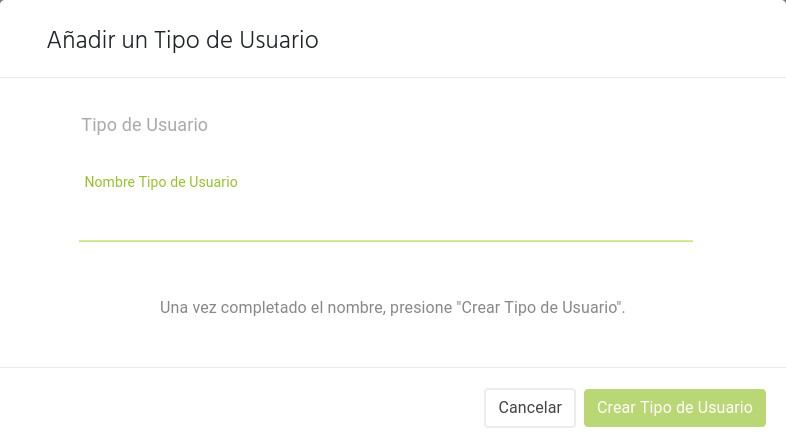 Añadir un Tipo de Usuario
Tipo de Usuario
Nombre Tipo de Usuario
Una vez completado el nombre, presione "Crear Tipo de Usuario".
Cancelar
Crear Tipo de Usuario